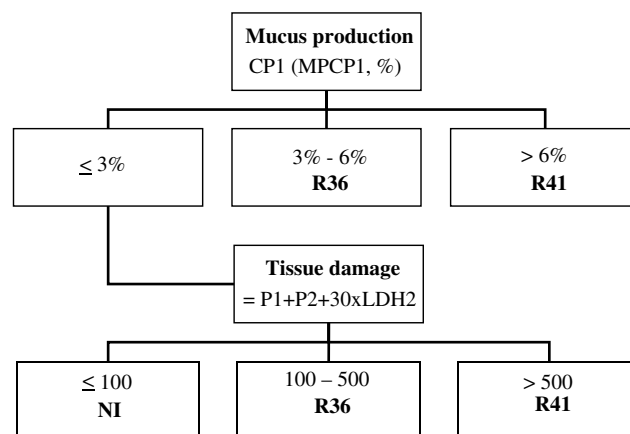 Mucus production
CP1 (MPCP1, %)
≤ 3%
3% - 6%
R36
> 6%
R41
Tissue damage
= P1+P2+30xLDH2
≤ 100
NI
100 – 500
R36
> 500
R41